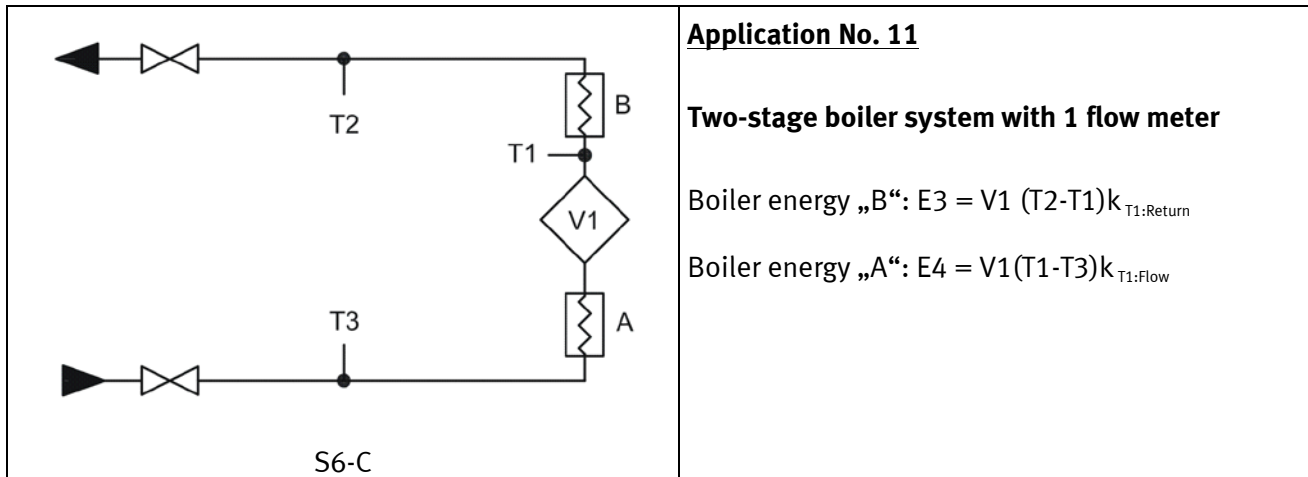 T2
B
T1
V1
T3
A
S6-C
Application No. 11
Two-stage boiler system with 1 flow meter
Boiler energy „B“: E3 = V1 (T2-T1)k T1:Return
Boiler energy „A“: E4 = V1(T1-T3)k T1:Flow